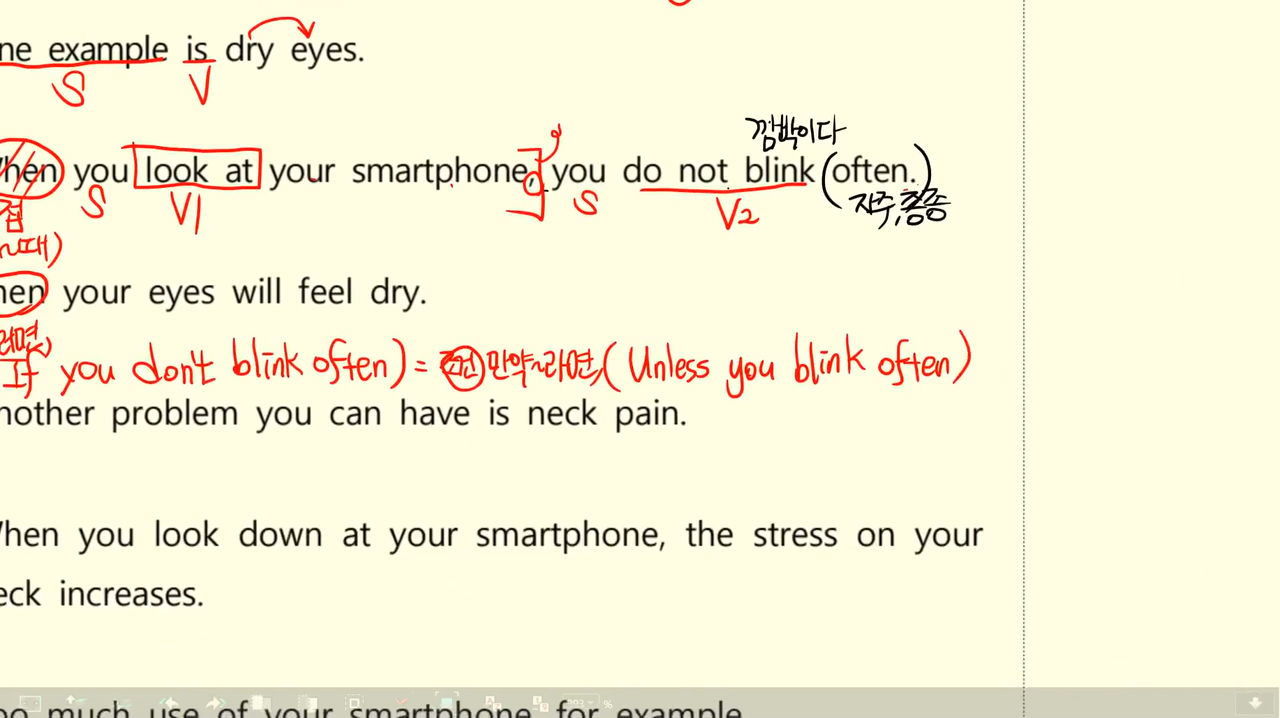 ne example is dry eyes.
S V
깜빡이다
hen you look at your smartphone, you do not blink (often.)
S V1 S V2 자주, 종종
접
~때)
hen your eyes will feel dry.
If you don't blink often) = 만약~라면, (Unless you blink often)
nother problem you can have is neck pain.
When you look down at your smartphone, the stress on your
eck increases.
oo much use of your smartphone, for example,